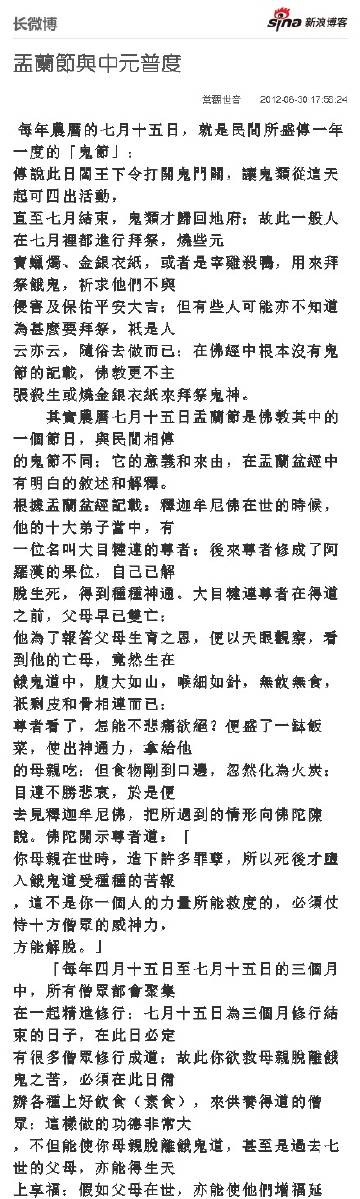 长微博
sina 新浪博客
盂蘭節與中元普度
2012-06-30 17:56:24
每年農曆的七月十五日，就是民間所盛傳一年
一度的「鬼節」；
傳說此日閻王下令打開鬼門關，讓鬼類從這天
起可四出活動，
直至七月結束，鬼類才歸回地府；故此一般人
在七月裡都進行拜祭，燒些元
寶蠟燭、金銀衣紙，或者是宰雞殺鴨，用來拜
祭餓鬼，祈求他們不與
侵害及保佑平安大吉；但有些人可能亦不知道
為甚麼要拜祭，祇是人
云亦云，隨俗去做而已；在佛經中根本沒有鬼
節的記載，佛教更不主
張殺生或燒金銀衣紙來拜祭鬼神。
其實農曆七月十五日盂蘭節是佛教其中的
一個節日，與民間相傳
的鬼節不同；它的意義和來由，在盂蘭盆經中
有明白的敘述和解釋。
根據盂蘭盆經記載：釋迦牟尼佛在世的時候，
他的十大弟子當中，有
一位名叫大目犍連的尊者；後來尊者修成了阿
羅漢的果位，自己已解
脫生死，得到種種神通、大目犍連尊者在得道
之前，父母早已雙亡；
他為了報答父母生育之恩，便以天眼觀察，看
到他的亡母，竟然生在
餓鬼道中，腹大如山，喉細如針，無飲無食，
祇剩皮和骨相連而已；
尊者看了，怎能不悲痛欲絕？便盛了一缽飯
菜，使出神通力，拿給他
的母親吃；但食物剛到口邊，忽然化為火炭；
目連不勝悲哀，於是便
去見釋迦牟尼佛，把所遇到的情形向佛陀陳
說。佛陀開示尊者道：「
你母親在世時，造下許多罪孽，所以死後才墮
入餓鬼道受種種的苦報
，這不是你一個人的力量所能救度的，必須仗
恃十方僧眾的威神力，
方能解脫。」
「每年四月十五日至七月十五日的三個月
中，所有僧眾都會聚集
在一起精進修行；七月十五日為三個月修行結
束的日子，在此日必定
有很多僧眾修行成道；故此你欲救母親脫離餓
鬼之苦，必須在此日備
辦各種上好飲食（素食），來供養得道的僧
眾；這樣做的功德非常大
，不但能使你母親脫離餓鬼道，甚至是過去七
世的父母，亦能得生天
上享福；假如父母在世，亦能使他們增福延